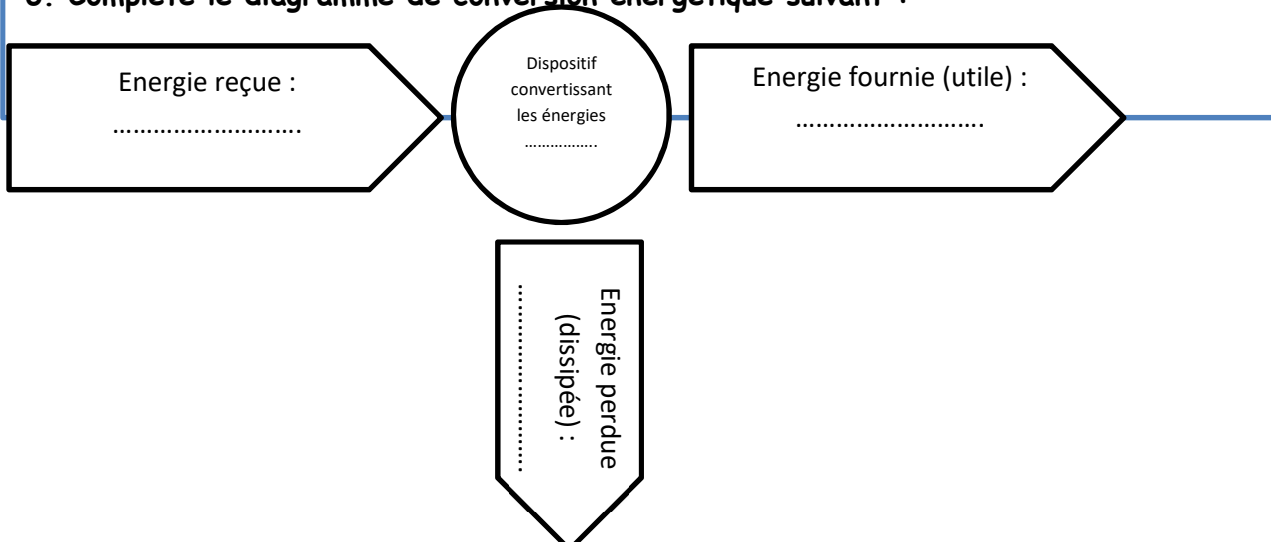 Complète le diagramme de conversion énergétique suivant :
Energie reçue :
……………………….
Dispositif
convertissant
les énergies
……………..
Energie fournie (utile) :
……………………….
Energie perdue
(dissipée) :
……………………….